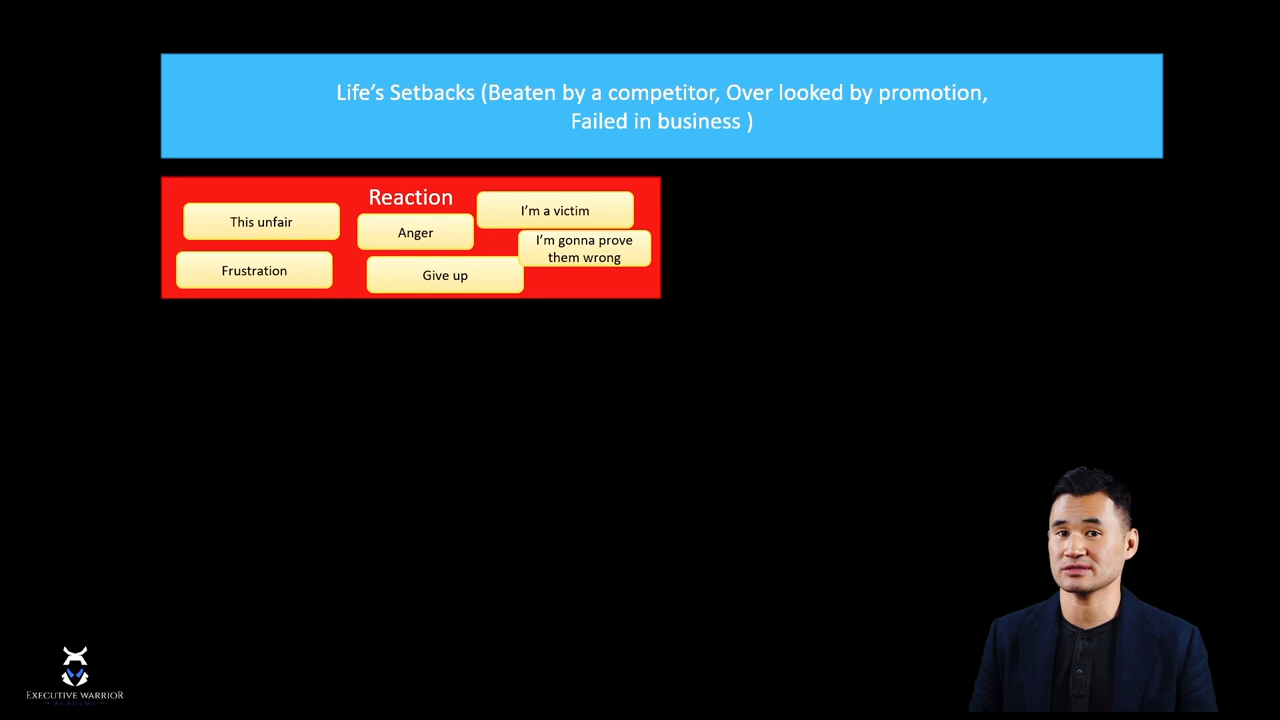 Life's Setbacks (Beaten by a competitor, Over looked by promotion,
Failed in business )
Reaction
This unfair
Anger
I'm a victim
I'm gonna prove
them wrong
Frustration
Give up
EXECUTIVE WARRIOR
ACADEMY